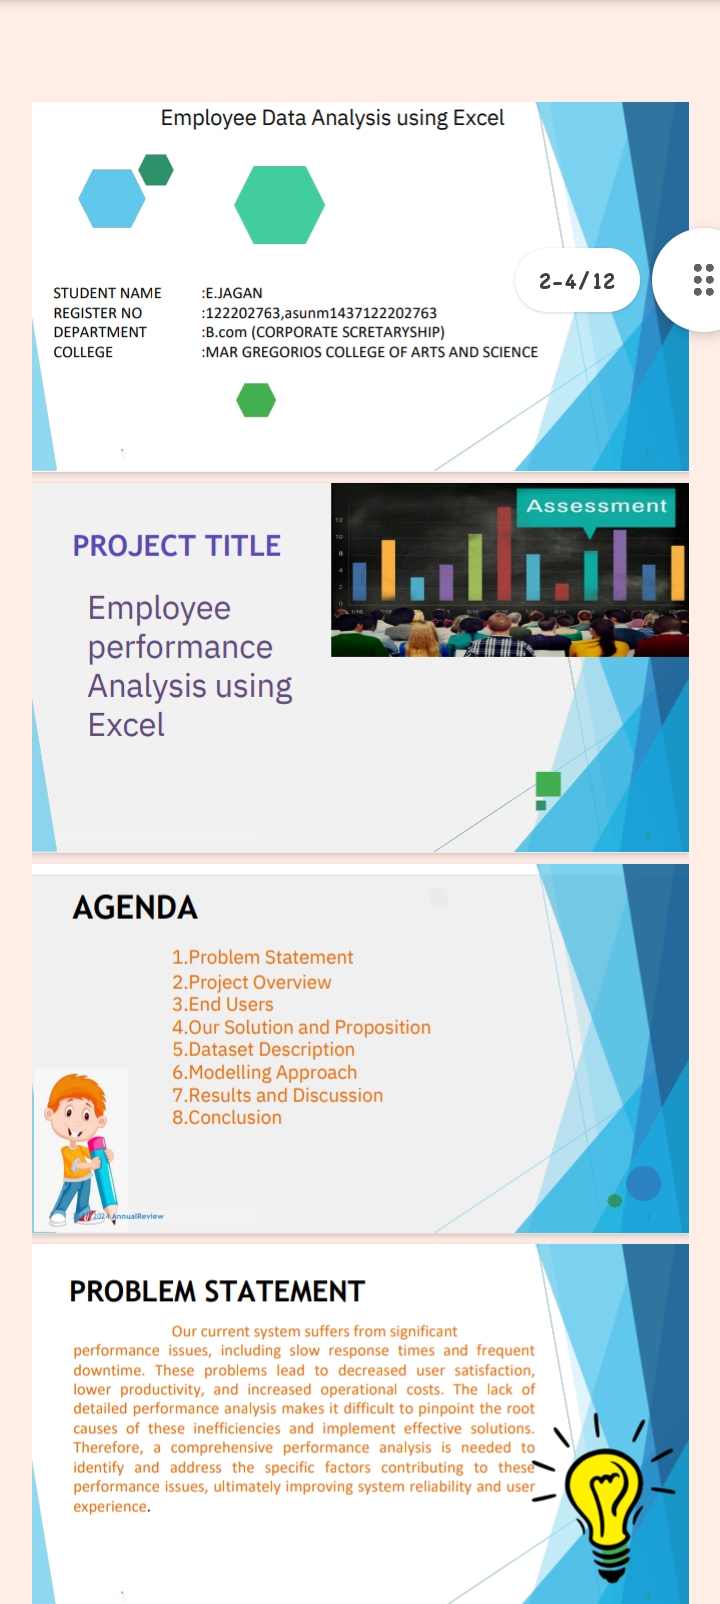 Employee Data Analysis using Excel
2-4/12
STUDENT NAME :E.JAGAN
REGISTER NO :122202763,asunm1437122202763
DEPARTMENT :B.com (CORPORATE SCRETARYSHIP)
COLLEGE :MAR GREGORIOS COLLEGE OF ARTS AND SCIENCE
Assessment
PROJECT TITLE
Employee
performance
Analysis using
Excel
12
10
8
4
2
0
AGENDA
1.Problem Statement
2.Project Overview
3.End Users
4.Our Solution and Proposition
5.Dataset Description
6.Modelling Approach
7.Results and Discussion
8.Conclusion
2024 AnnualReview
PROBLEM STATEMENT
Our current system suffers from significant
performance issues, including slow response times and frequent
downtime. These problems lead to decreased user satisfaction,
lower productivity, and increased operational costs. The lack of
detailed performance analysis makes it difficult to pinpoint the root
causes of these inefficiencies and implement effective solutions.
Therefore, a comprehensive performance analysis is needed to
identify and address the specific factors contributing to these
performance issues, ultimately improving system reliability and user
experience.